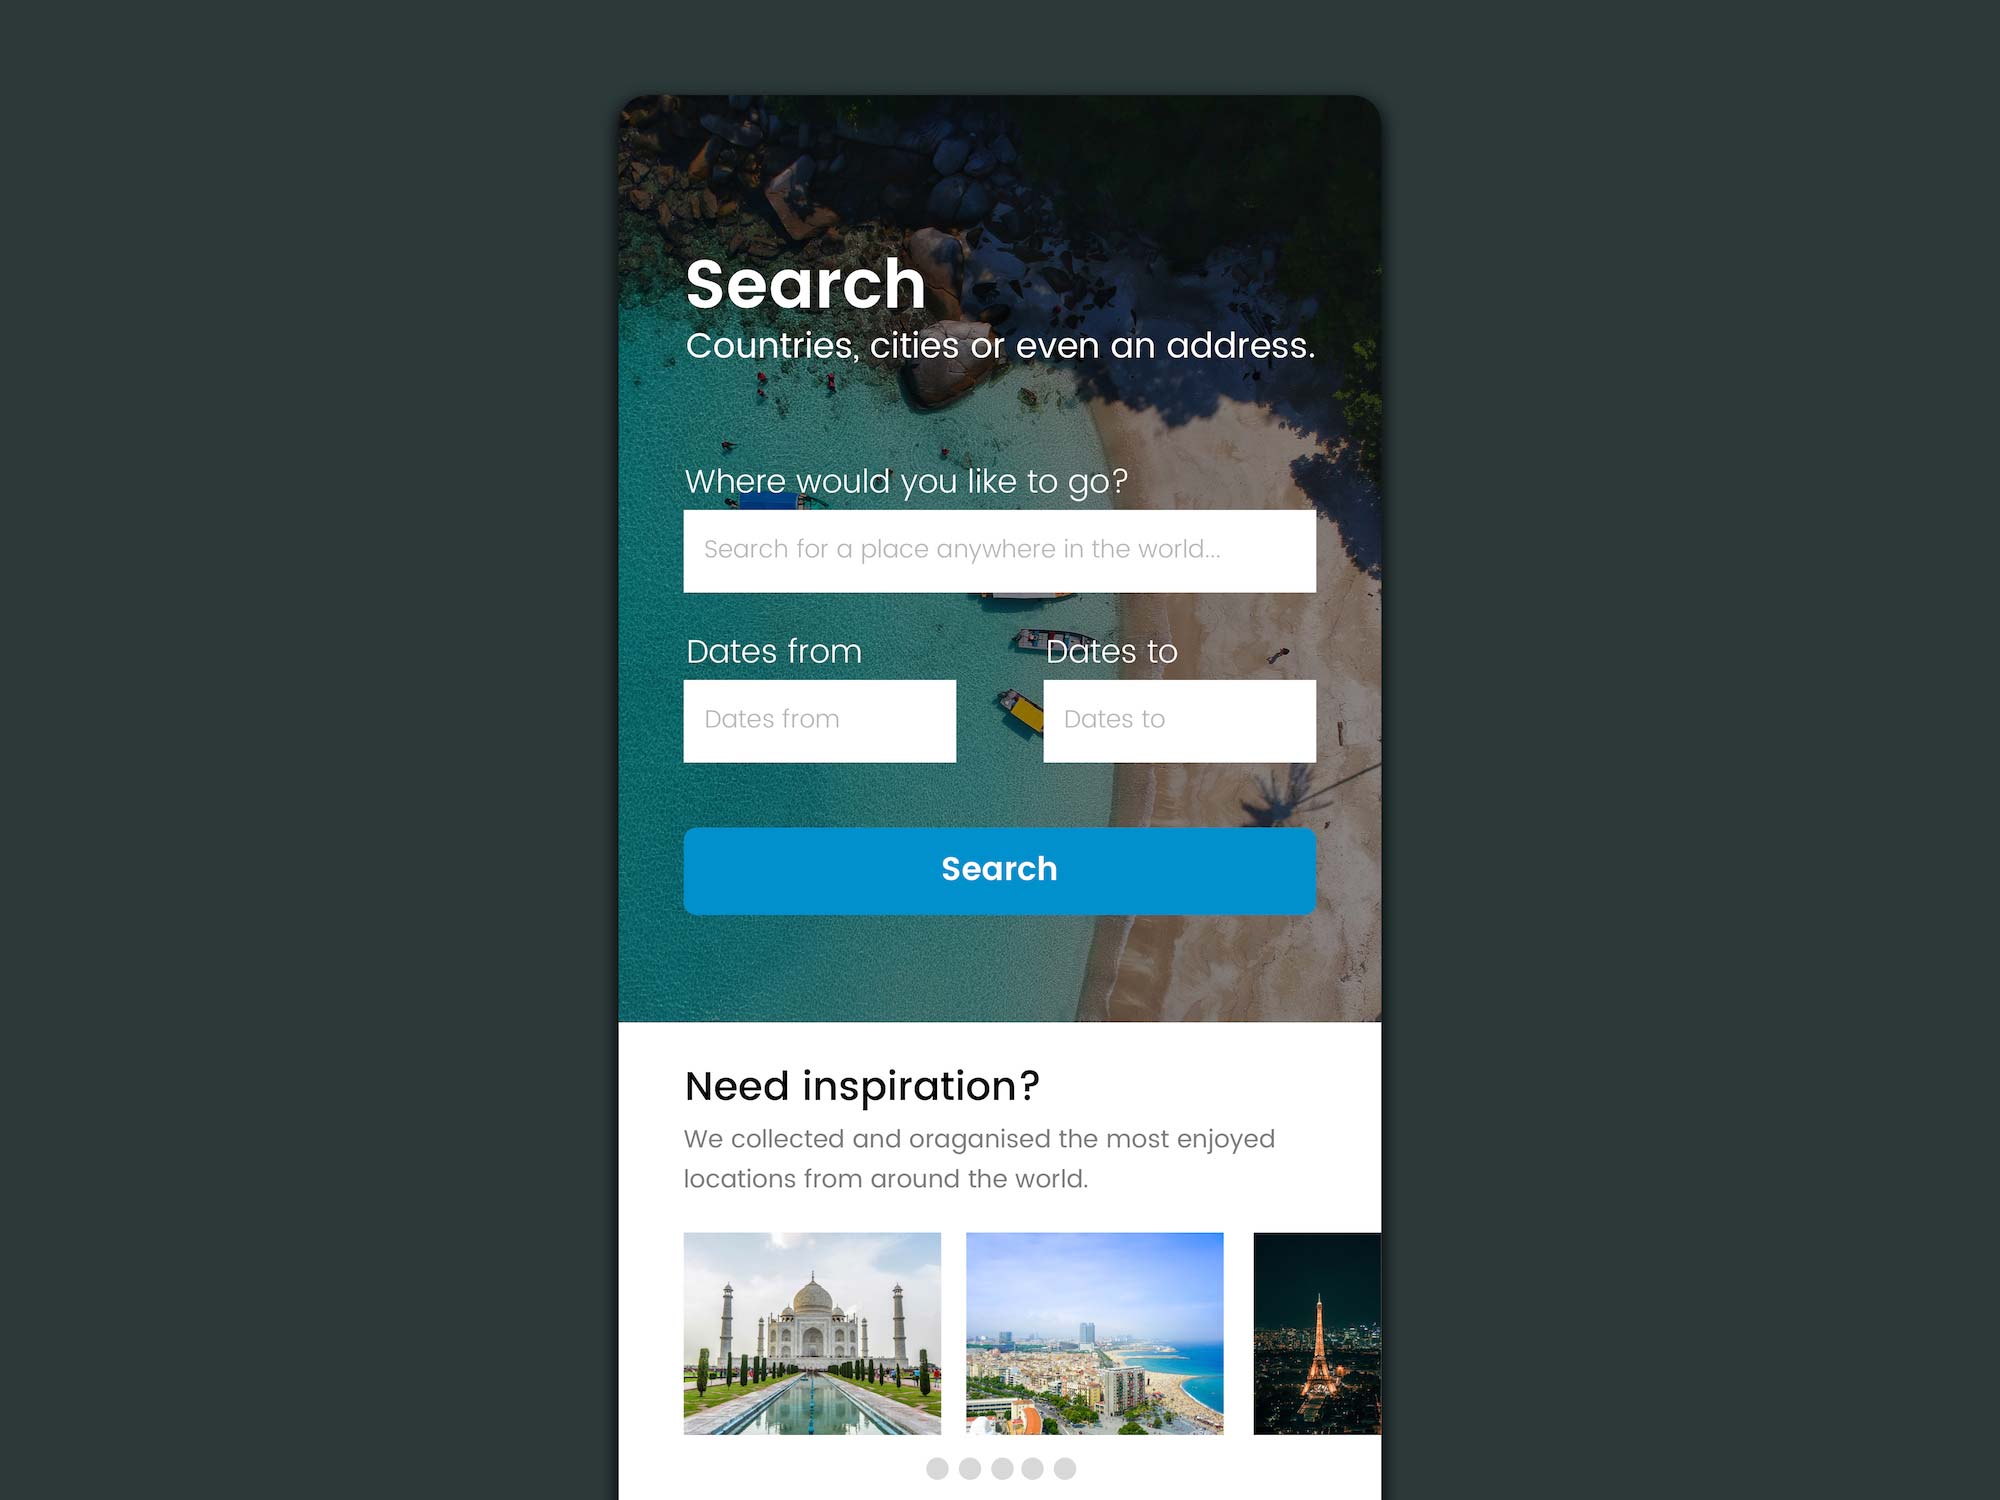 Search
Countries, cities or even an address.
Where would you like to go?
Search for a place anywhere in the world...
Dates from
Dates to
Dates from
Dates to
Search
Need inspiration?
We collected and oraganised the most enjoyed
locations from around the world.